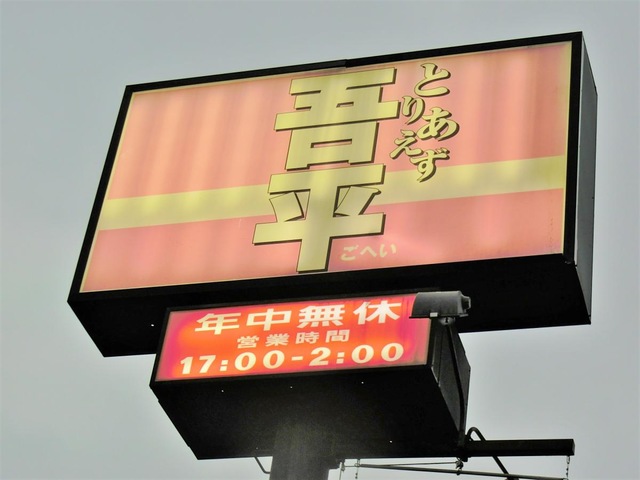 とりあえず
吾平
ごへい
年中無休
営業時間
17:00-2:00